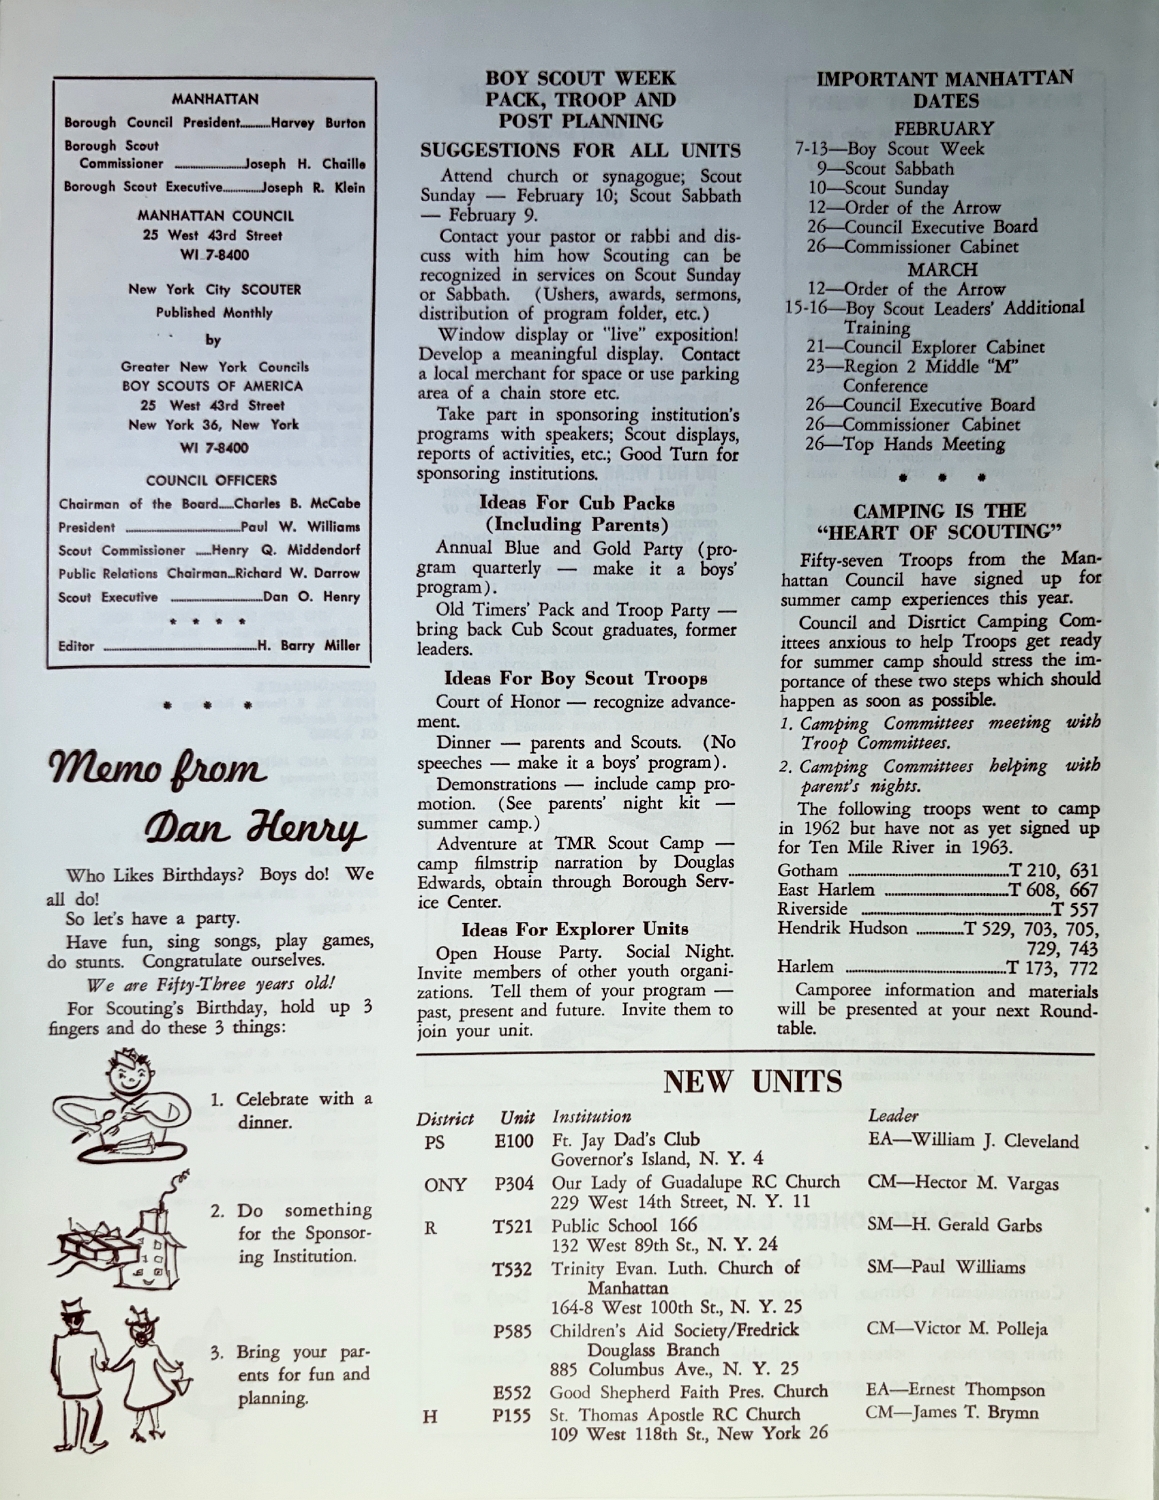 MANHATTAN
Borough Council President..........Harvey Burton
Borough Scout
Commissioner ......................Joseph H. Chaille
Borough Scout Executive............Joseph R. Klein
MANHATTAN COUNCIL
25 West 43rd Street
WI 7-8400
New York City SCOUTER
Published Monthly
by
Greater New York Councils
BOY SCOUTS OF AMERICA
25 West 43rd Street
New York 36, New York
WI 7-8400
COUNCIL OFFICERS
Chairman of the Board.....Charles B. McCabe
President ...................................Paul W. Williams
Scout Commissioner .....Henry Q. Middendorf
Public Relations Chairman...Richard W. Darrow
Scout Executive ............................Dan O. Henry
* * * *
Editor ...............................................H. Barry Miller
* * *
Memo from
Dan Henry
Who Likes Birthdays? Boys do! We
all do!
So let's have a party.
Have fun, sing songs, play games,
do stunts. Congratulate ourselves.
We are Fifty-Three years old!
For Scouting's Birthday, hold up 3
fingers and do these 3 things:
1. Celebrate with a
dinner.
2. Do something
for the Sponsor-
ing Institution.
3. Bring your par-
ents for fun and
planning.
BOY SCOUT WEEK
PACK, TROOP AND
POST PLANNING
SUGGESTIONS FOR ALL UNITS
Attend church or synagogue; Scout
Sunday — February 10; Scout Sabbath
— February 9.
Contact your pastor or rabbi and dis-
cuss with him how Scouting can be
recognized in services on Scout Sunday
or Sabbath. (Ushers, awards, sermons,
distribution of program folder, etc.)
Window display or "live" exposition!
Develop a meaningful display. Contact
a local merchant for space or use parking
area of a chain store etc.
Take part in sponsoring institution's
programs with speakers; Scout displays,
reports of activities, etc.; Good Turn for
sponsoring institutions.
Ideas For Cub Packs
(Including Parents)
Annual Blue and Gold Party (pro-
gram quarterly — make it a boys'
program).
Old Timers' Pack and Troop Party —
bring back Cub Scout graduates, former
leaders.
Ideas For Boy Scout Troops
Court of Honor — recognize advance-
ment.
Dinner — parents and Scouts. (No
speeches — make it a boys' program).
Demonstrations — include camp pro-
motion. (See parents' night kit —
summer camp.)
Adventure at TMR Scout Camp —
camp filmstrip narration by Douglas
Edwards, obtain through Borough Serv-
ice Center.
Ideas For Explorer Units
Open House Party. Social Night.
Invite members of other youth organi-
zations. Tell them of your program —
past, present and future. Invite them to
join your unit.
IMPORTANT MANHATTAN
DATES
FEBRUARY
7-13—Boy Scout Week
9—Scout Sabbath
10—Scout Sunday
12—Order of the Arrow
26—Council Executive Board
26—Commissioner Cabinet
MARCH
12—Order of the Arrow
15-16—Boy Scout Leaders' Additional
Training
21—Council Explorer Cabinet
23—Region 2 Middle "M"
Conference
26—Council Executive Board
26—Commissioner Cabinet
26—Top Hands Meeting
* * *
CAMPING IS THE
"HEART OF SCOUTING"
Fifty-seven Troops from the Man-
hattan Council have signed up for
summer camp experiences this year.
Council and Disrtict Camping Com-
ittees anxious to help Troops get ready
for summer camp should stress the im-
portance of these two steps which should
happen as soon as possible.
1. Camping Committees meeting with
Troop Committees.
2. Camping Committees helping with
parent's nights.
The following troops went to camp
in 1962 but have not as yet signed up
for Ten Mile River in 1963.
Gotham ......................................T 210, 631
East Harlem .............................T 608, 667
Riverside .............................................T 557
Hendrik Hudson .............T 529, 703, 705,
729, 743
Harlem ......................................T 173, 772
Camporee information and materials
will be presented at your next Round-
table.
NEW UNITS
District Unit Institution Leader
PS E100 Ft. Jay Dad's Club EA—William J. Cleveland
Governor's Island, N. Y. 4
ONY P304 Our Lady of Guadalupe RC Church CM—Hector M. Vargas
229 West 14th Street, N. Y. 11
R T521 Public School 166 SM—H. Gerald Garbs
132 West 89th St., N. Y. 24
T532 Trinity Evan. Luth. Church of SM—Paul Williams
Manhattan
164-8 West 100th St., N. Y. 25
P585 Children's Aid Society/Fredrick CM—Victor M. Polleja
Douglass Branch
885 Columbus Ave., N. Y. 25
E552 Good Shepherd Faith Pres. Church EA—Ernest Thompson
H P155 St. Thomas Apostle RC Church CM—James T. Brymn
109 West 118th St., New York 26